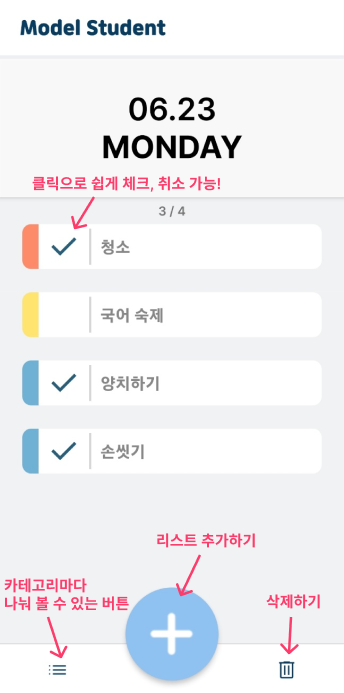 Model Student
06.23
MONDAY
클릭으로 쉽게 체크, 취소 가능!
3 / 4
청소
국어 숙제
양치하기
손씻기
리스트 추가하기
카테고리마다
나눠 볼 수 있는 버튼
삭제하기